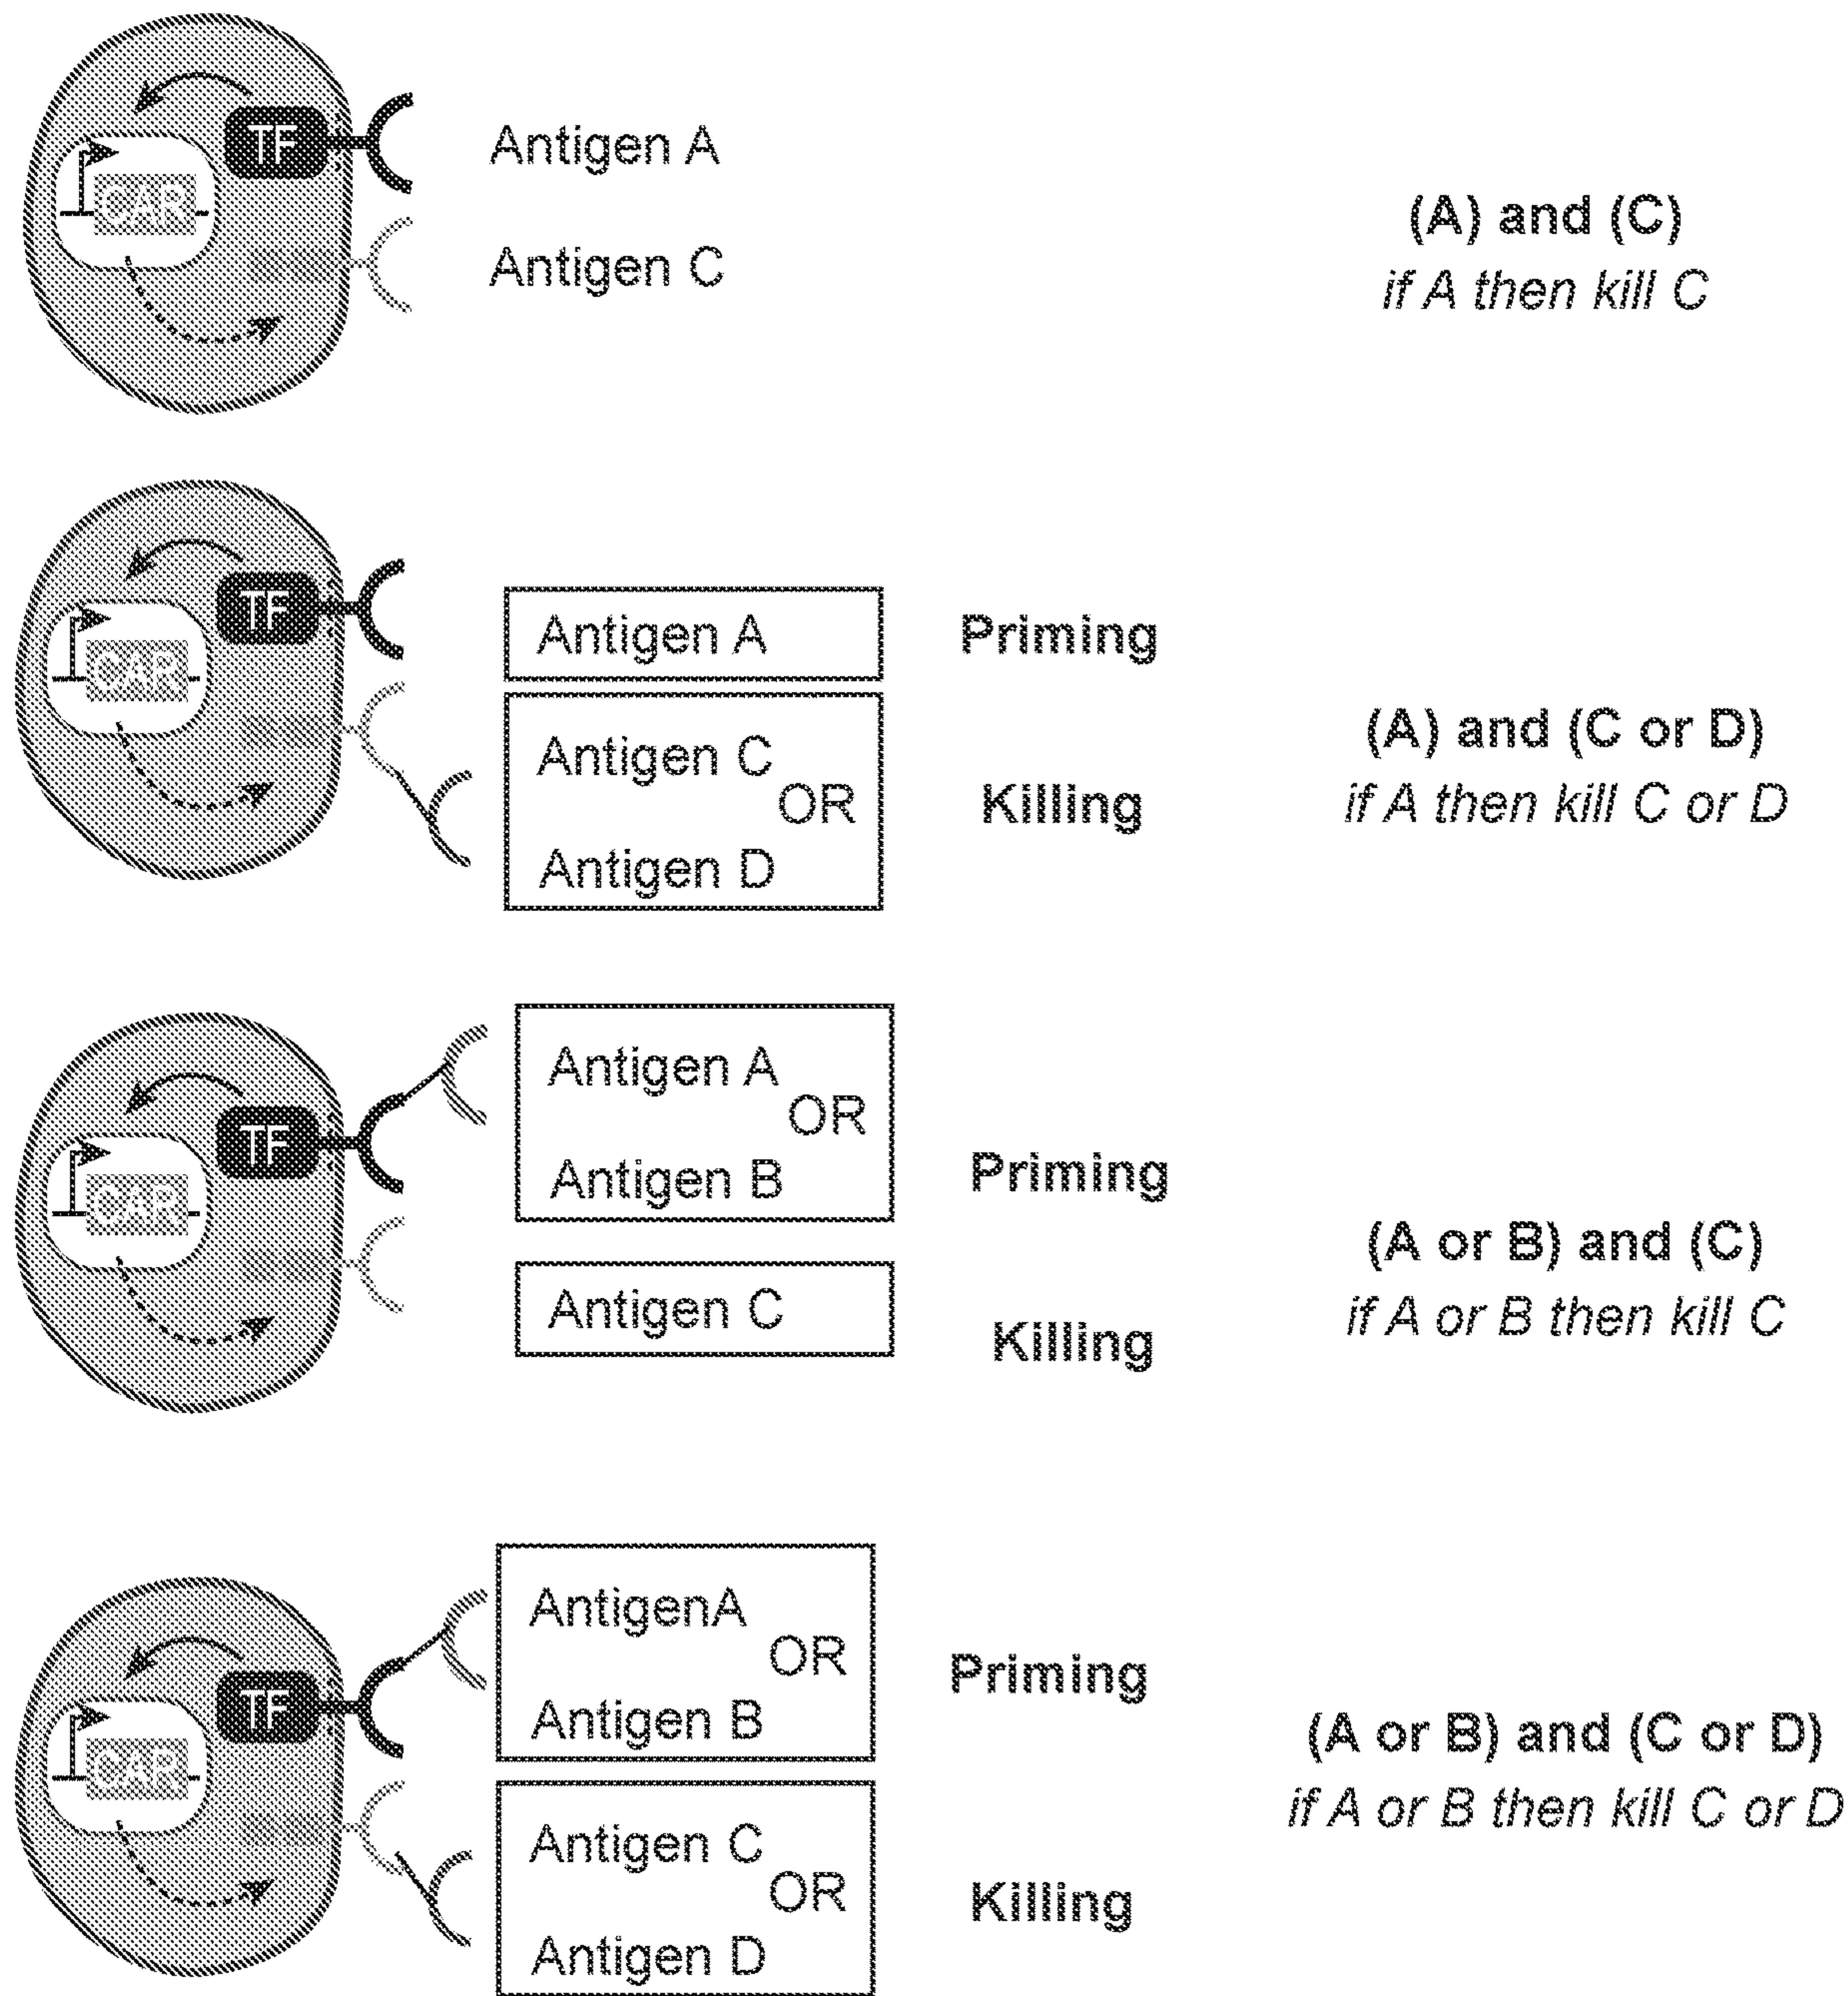 TF
CAR
Antigen A
Antigen C
(A) and (C)
if A then kill C
TF
CAR
Antigen A
Priming
Antigen C
OR
Antigen D
Killing
(A) and (C or D)
if A then kill C or D
TF
CAR
Antigen A
OR
Antigen B
Priming
Antigen C
Killing
(A or B) and (C)
if A or B then kill C
TF
CAR
AntigenA
OR
Antigen B
Priming
Antigen C
OR
Antigen D
Killing
(A or B) and (C or D)
if A or B then kill C or D